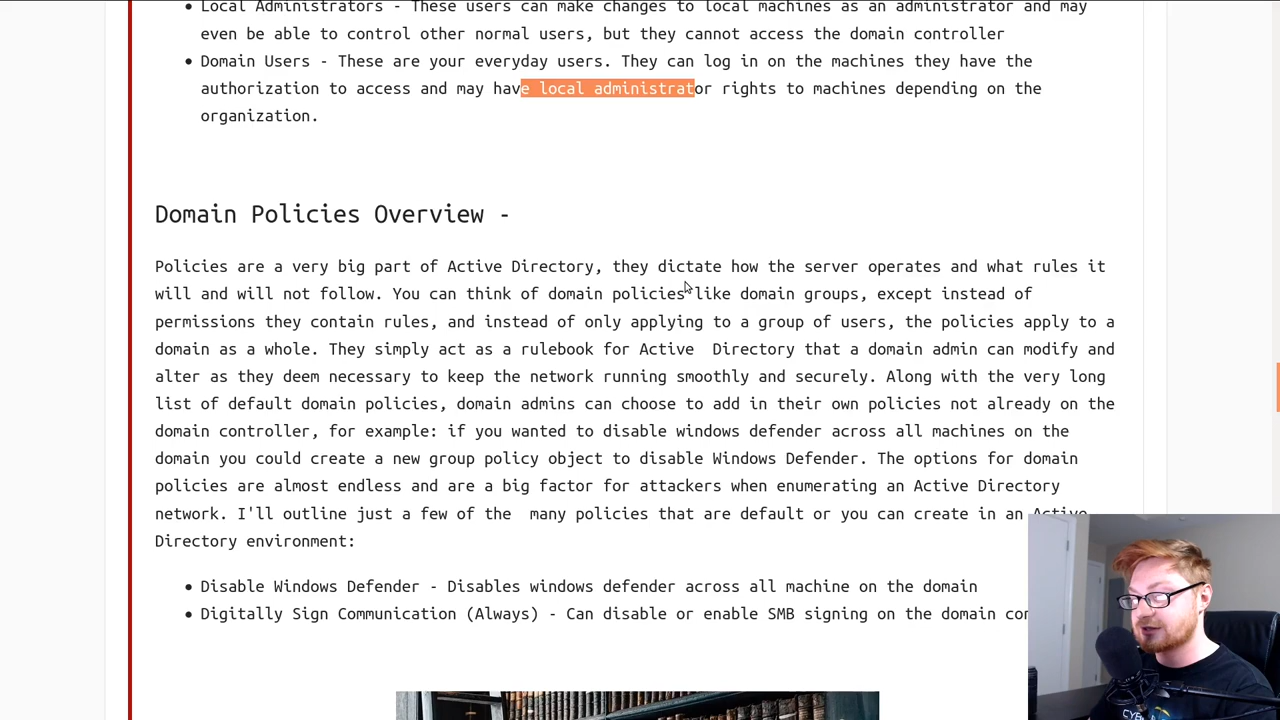 Local Administrators - These users can make changes to local machines as an administrator and may
even be able to control other normal users, but they cannot access the domain controller
Domain Users - These are your everyday users. They can log in on the machines they have the
authorization to access and may have local administrator rights to machines depending on the
organization.
Domain Policies Overview -
Policies are a very big part of Active Directory, they dictate how the server operates and what rules it
will and will not follow. You can think of domain policies like domain groups, except instead of
permissions they contain rules, and instead of only applying to a group of users, the policies apply to a
domain as a whole. They simply act as a rulebook for Active  Directory that a domain admin can modify and
alter as they deem necessary to keep the network running smoothly and securely. Along with the very long
list of default domain policies, domain admins can choose to add in their own policies not already on the
domain controller, for example: if you wanted to disable windows defender across all machines on the
domain you could create a new group policy object to disable Windows Defender. The options for domain
policies are almost endless and are a big factor for attackers when enumerating an Active Directory
network. I'll outline just a few of the  many policies that are default or you can create in an Active
Directory environment:
Disable Windows Defender - Disables windows defender across all machine on the domain
Digitally Sign Communication (Always) - Can disable or enable SMB signing on the domain